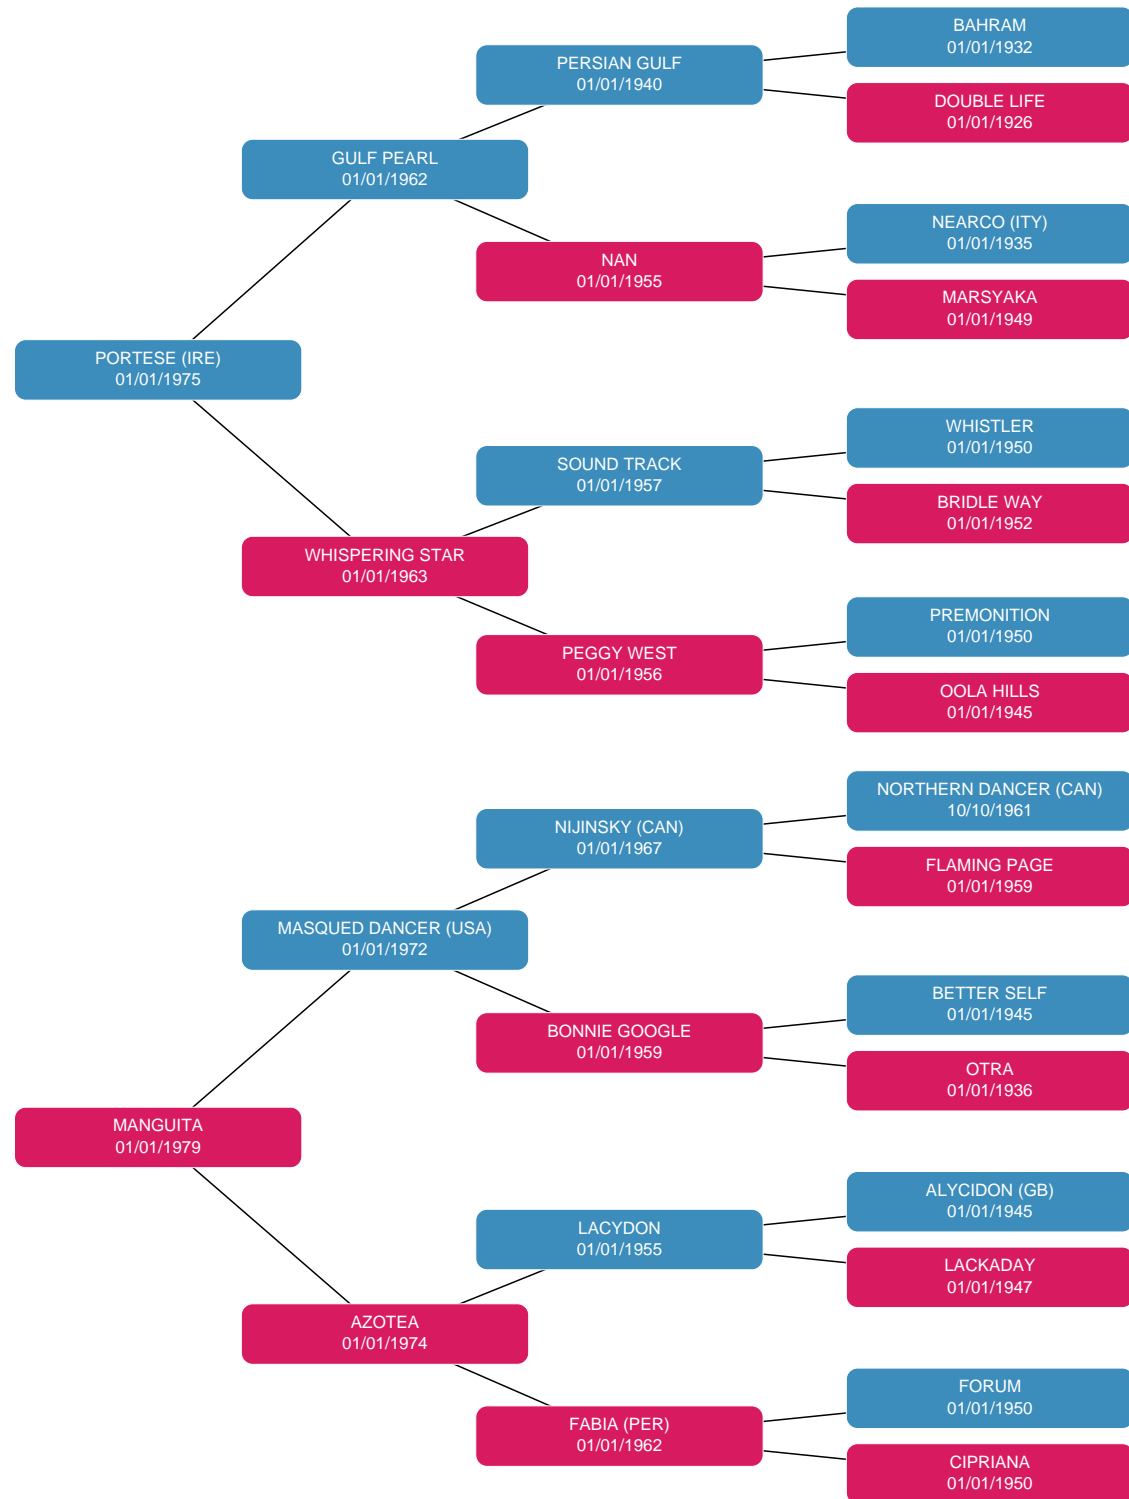 BAHRAM
01/01/1932
PERSIAN GULF
01/01/1940
DOUBLE LIFE
01/01/1926
GULF PEARL
01/01/1962
NEARCO (ITY)
01/01/1935
NAN
01/01/1955
MARSYAKA
01/01/1949
PORTESE (IRE)
01/01/1975
WHISTLER
01/01/1950
SOUND TRACK
01/01/1957
BRIDLE WAY
01/01/1952
WHISPERING STAR
01/01/1963
PREMONITION
01/01/1950
PEGGY WEST
01/01/1956
OOLA HILLS
01/01/1945
NORTHERN DANCER (CAN)
10/10/1961
NIJINSKY (CAN)
01/01/1967
FLAMING PAGE
01/01/1959
MASQUED DANCER (USA)
01/01/1972
BETTER SELF
01/01/1945
BONNIE GOOGLE
01/01/1959
OTRA
01/01/1936
MANGUITA
01/01/1979
ALYCIDON (GB)
01/01/1945
LACYDON
01/01/1955
LACKADAY
01/01/1947
AZOTEA
01/01/1974
FORUM
01/01/1950
FABIA (PER)
01/01/1962
CIPRIANA
01/01/1950